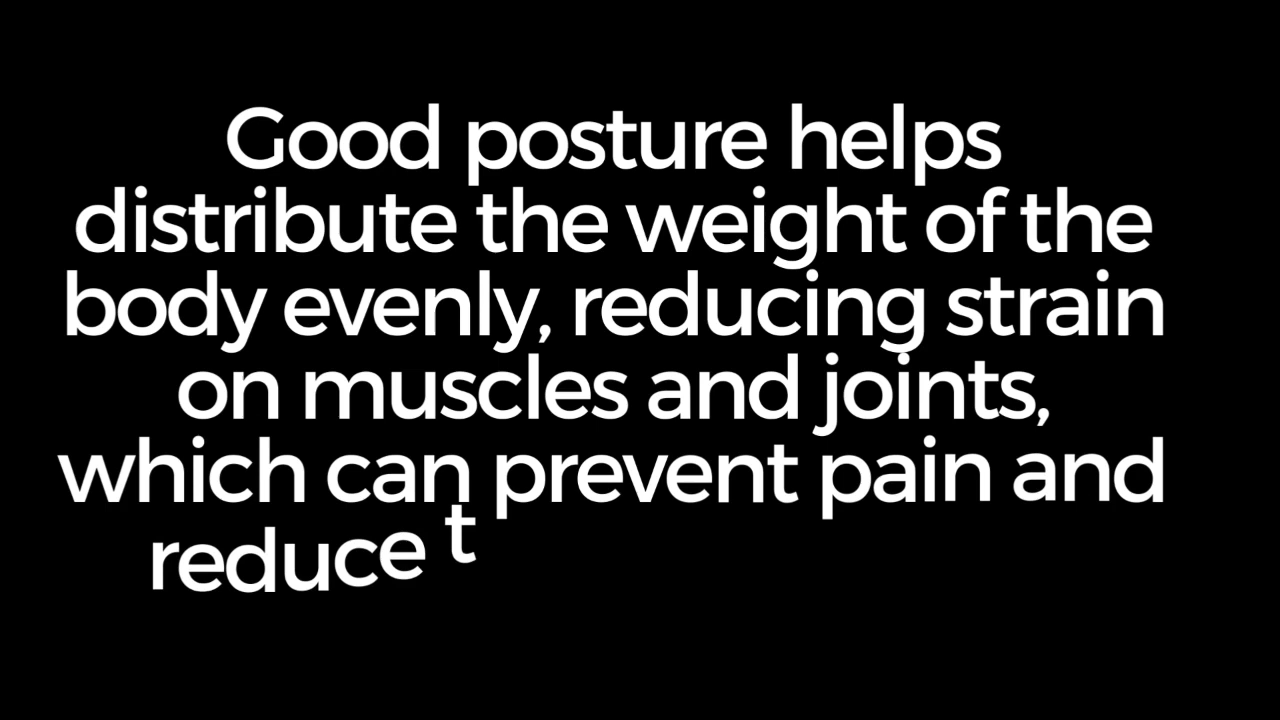 Good posture helps
distribute the weight of the
body evenly, reducing strain
on muscles and joints,
which can prevent pain and
reduce t